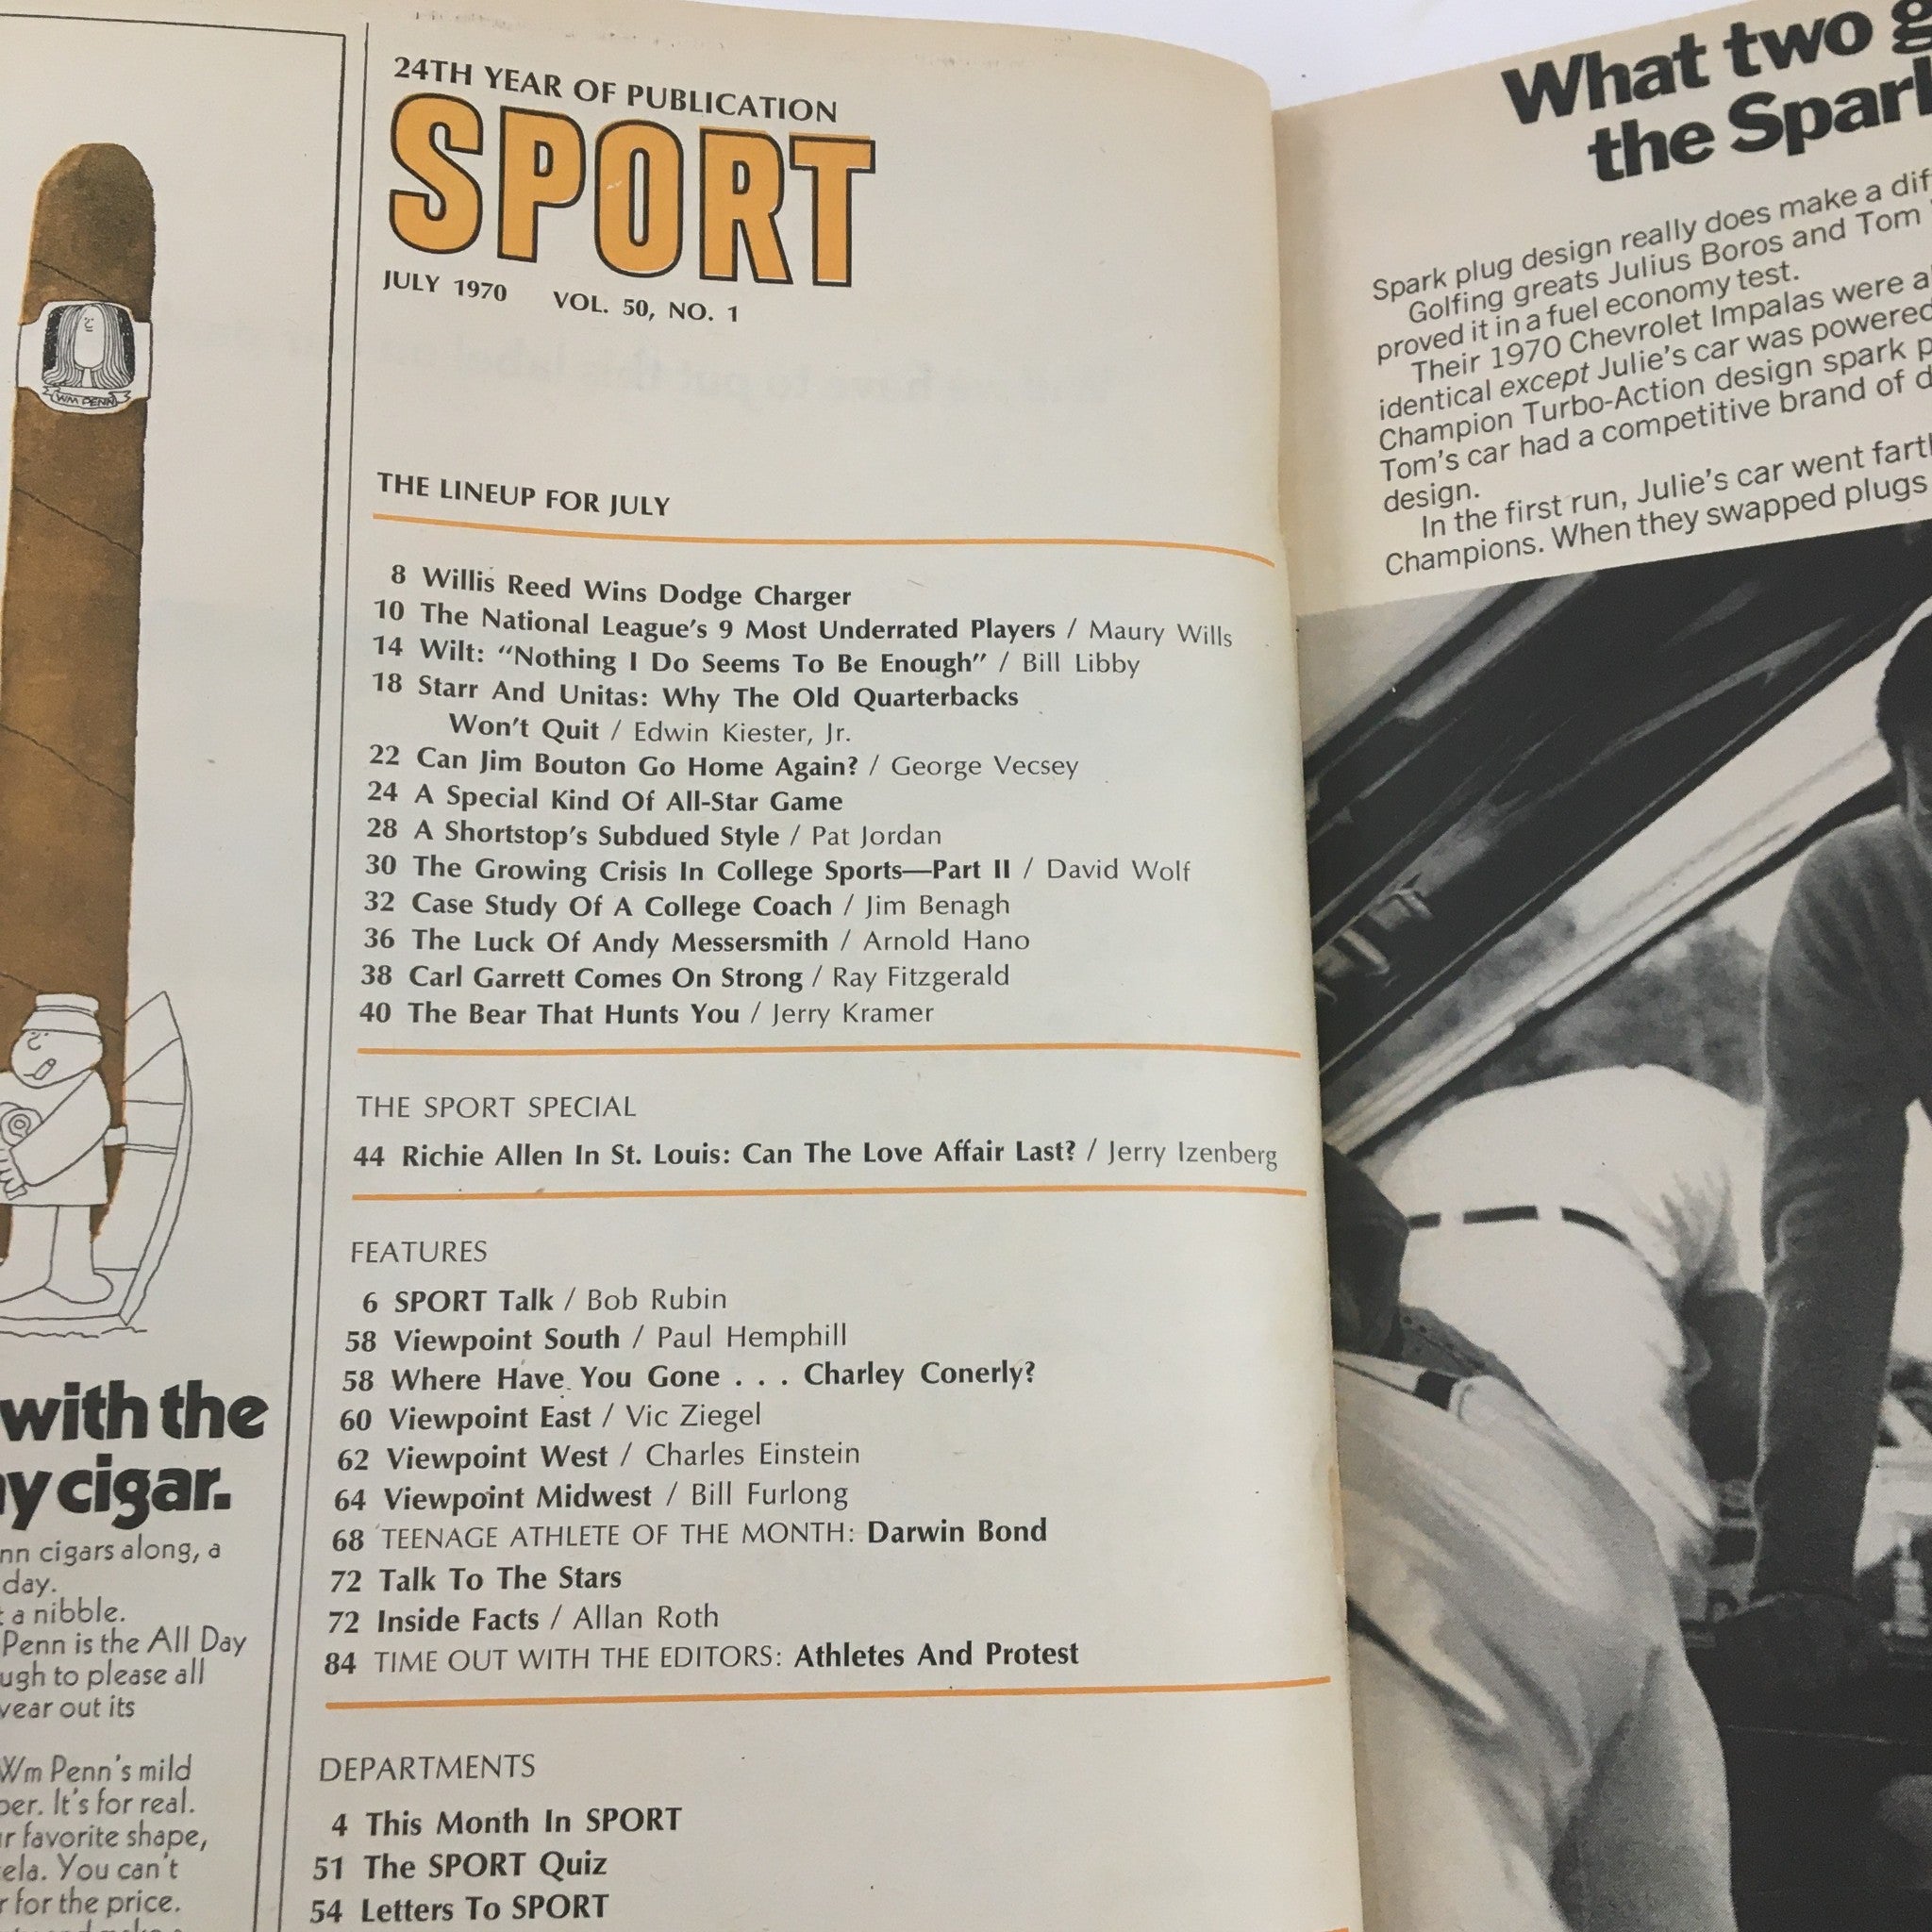 24TH YEAR OF PUBLICATION
SPORT
JULY 1970 VOL. 50, NO. 1
THE LINEUP FOR JULY
8 Willis Reed Wins Dodge Charger
10 The National League's 9 Most Underrated Players / Maury Wills
14 Wilt: "Nothing I Do Seems To Be Enough" / Bill Libby
18 Starr And Unitas: Why The Old Quarterbacks
Won't Quit / Edwin Kiester, Jr.
22 Can Jim Bouton Go Home Again? / George Vecsey
24 A Special Kind Of All-Star Game
28 A Shortstop's Subdued Style / Pat Jordan
30 The Growing Crisis In College Sports—Part II / David Wolf
32 Case Study Of A College Coach / Jim Benagh
36 The Luck Of Andy Messersmith / Arnold Hano
38 Carl Garrett Comes On Strong / Ray Fitzgerald
40 The Bear That Hunts You / Jerry Kramer
THE SPORT SPECIAL
44 Richie Allen In St. Louis: Can The Love Affair Last? / Jerry Izenberg
FEATURES
6 SPORT Talk / Bob Rubin
58 Viewpoint South / Paul Hemphill
58 Where Have You Gone . . . Charley Conerly?
60 Viewpoint East / Vic Ziegel
62 Viewpoint West / Charles Einstein
64 Viewpoint Midwest / Bill Furlong
68 TEENAGE ATHLETE OF THE MONTH: Darwin Bond
72 Talk To The Stars
72 Inside Facts / Allan Roth
84 TIME OUT WITH THE EDITORS: Athletes And Protest
DEPARTMENTS
4 This Month In SPORT
51 The SPORT Quiz
54 Letters To SPORT
WM PENN
with the
cigar.
cigars along, a
day.
a nibble.
Penn is the All Day
to please all
out its
Wm Penn's mild
It's for real.
favorite shape,
You can't
for the price.
What two
the
Spark plug design really does make a
Golfing greats Julius Boros and Tom
proved it in a fuel economy test.
Their 1970 Chevrolet Impalas were
identical except Julie's car was powered
Champion Turbo-Action design spark
Tom's car had a competitive brand of
design.
In the first run, Julie's car went
Champions. When they swapped plugs